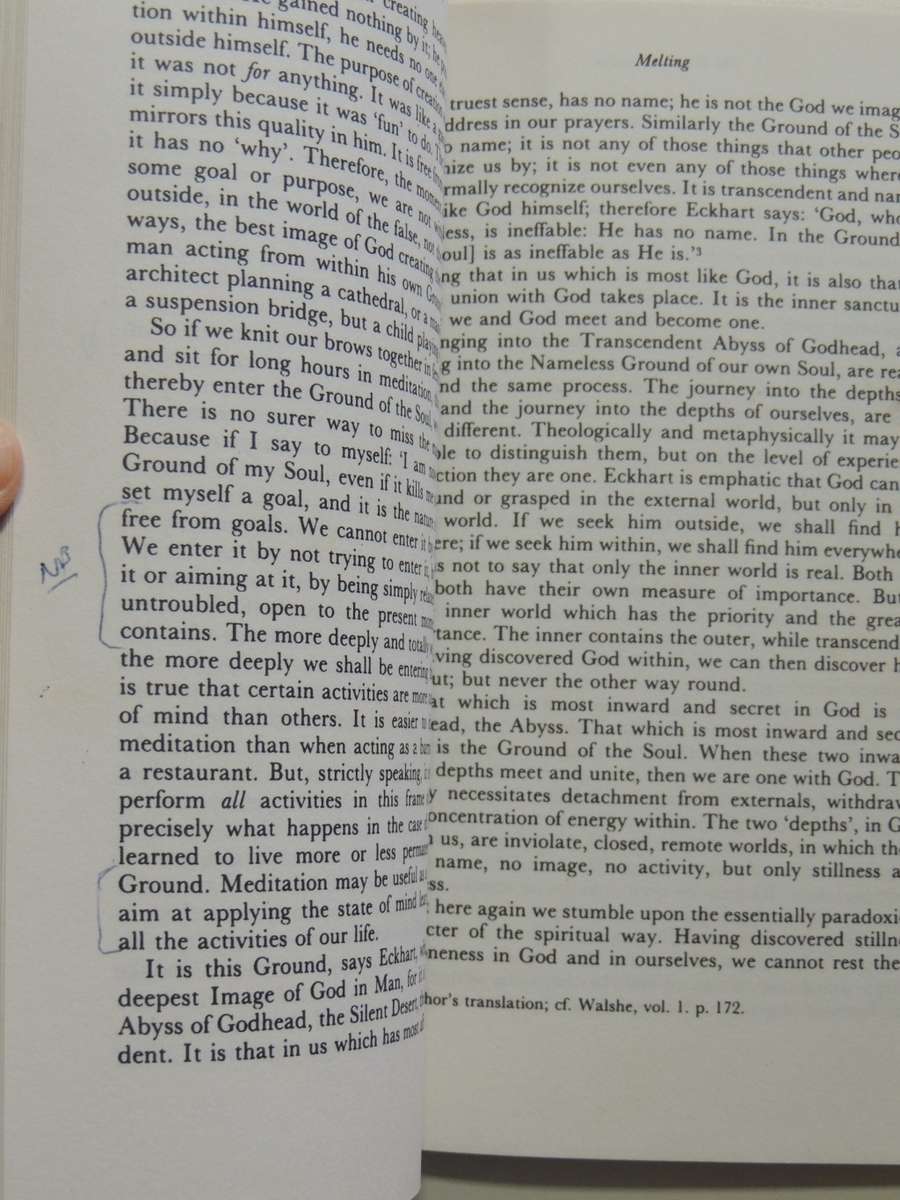 creating
gained nothing by it; he
tion within himself, he needs no one
outside himself. The purpose of creation
it was not for anything. It was like a
it simply because it was 'fun' to do.
mirrors this quality in him. It is free
it has no 'why'. Therefore, the moment
some goal or purpose, we are not
outside, in the world of the false, not
ways, the best image of God creating
man acting from within his own
architect planning a cathedral, or a
a suspension bridge, but a child playing
So if we knit our brows together in
and sit for long hours in meditation,
thereby enter the Ground of the Soul,
There is no surer way to miss the
Because if I say to myself: 'I am
Ground of my Soul, even if it kills me
set myself a goal, and it is the nature
free from goals. We cannot enter it
We enter it by not trying to enter it,
it or aiming at it, by being simply
untroubled, open to the present
contains. The more deeply and totally
the more deeply we shall be entering
is true that certain activities are more
of mind than others. It is easier
meditation than when acting as a
a restaurant. But, strictly speaking,
perform all activities in this frame
precisely what happens in the case
learned to live more or less
Ground. Meditation may be useful as
aim at applying the state of mind
all the activities of our life.
It is this Ground, says Eckhart,
deepest Image of God in Man, for
Abyss of Godhead, the Silent Desert,
dent. It is that in us which has most
NB
Melting
truest sense, has no name; he is not the God we
ddress in our prayers. Similarly the Ground of the
name; it is not any of those things that other
nize us by; it is not even any of those things
rmally recognize ourselves. It is transcendent and
ike God himself; therefore Eckhart says: 'God,
less, is ineffable: He has no name. In the Ground
oul] is as ineffable as He is.'³
ng that in us which is most like God, it is also
union with God takes place. It is the inner
we and God meet and become one.
nging into the Transcendent Abyss of Godhead,
g into the Nameless Ground of our own Soul, are
nd the same process. The journey into the depths
and the journey into the depths of ourselves, are
different. Theologically and metaphysically it may
ble to distinguish them, but on the level of
ction they are one. Eckhart is emphatic that God
und or grasped in the external world, but only in
world. If we seek him outside, we shall find
ere; if we seek him within, we shall find him
is not to say that only the inner world is real. Both
both have their own measure of importance. But
inner world which has the priority and the
tance. The inner contains the outer, while
ving discovered God within, we can then discover
ut; but never the other way round.
at which is most inward and secret in God is
ead, the Abyss. That which is most inward and
is the Ground of the Soul. When these two
depths meet and unite, then we are one with God.
y necessitates detachment from externals,
oncentration of energy within. The two 'depths', in
us, are inviolate, closed, remote worlds, in which
name, no image, no activity, but only stillness
ss.
here again we stumble upon the essentially
cter of the spiritual way. Having discovered
neness in God and in ourselves, we cannot rest
hor's translation; cf. Walshe, vol. 1. p. 172.